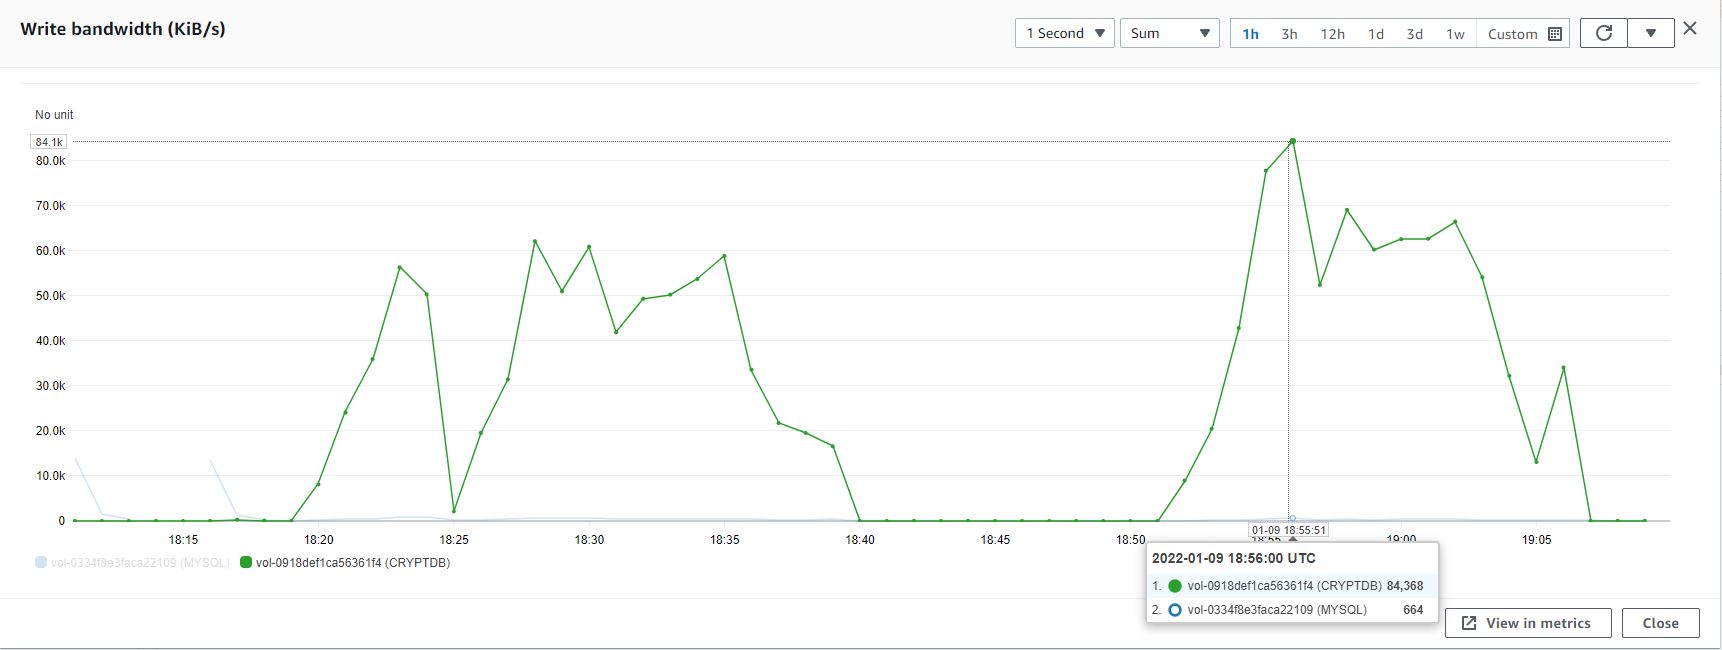 Write bandwidth (KiB/s)
1 Second
Sum
1h 3h 12h 1d 3d 1w Custom
No unit
84.1k
80.0k
70.0k
60.0k
50.0k
40.0k
30.0k
20.0k
10.0k
0
18:15 18:20 18:25 18:30 18:35 18:40 18:45 18:50 18:55 19:00 19:05
01-09 18:55:51
vol-0334f8e3faca22109 (MYSQL) vol-0918def1ca56361f4 (CRYPTDB)
2022-01-09 18:56:00 UTC
1. vol-0918def1ca56361f4 (CRYPTDB) 84,368
2. vol-0334f8e3faca22109 (MYSQL) 664
View in metrics
Close